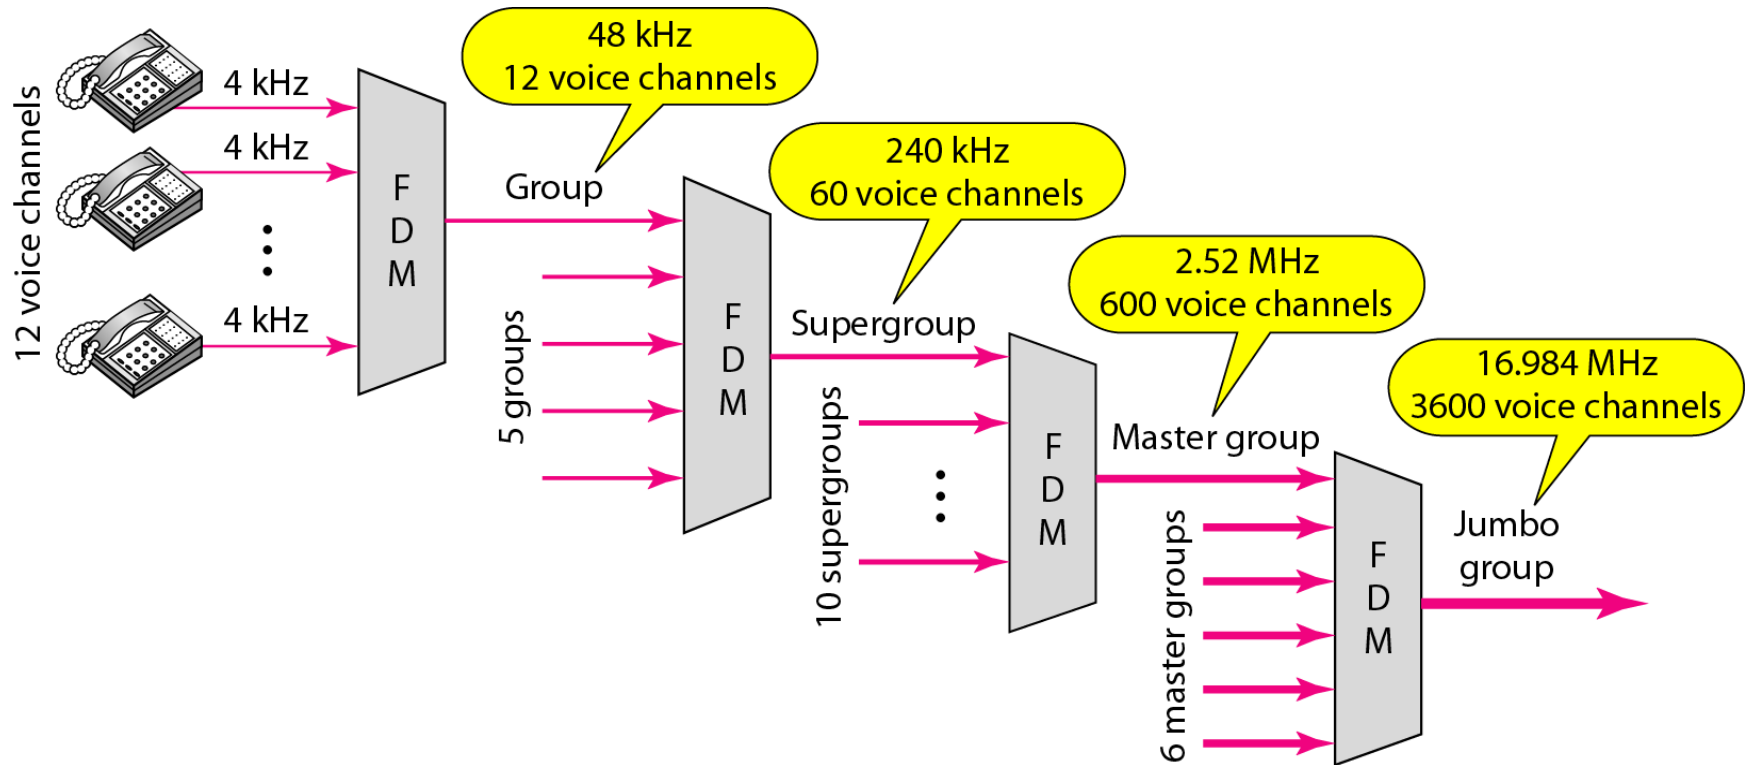 12 voice channels
4 kHz
4 kHz
4 kHz
F
D
M
48 kHz
12 voice channels
Group
5 groups
F
D
M
240 kHz
60 voice channels
Supergroup
10 supergroups
F
D
M
2.52 MHz
600 voice channels
Master group
6 master groups
F
D
M
16.984 MHz
3600 voice channels
Jumbo
group